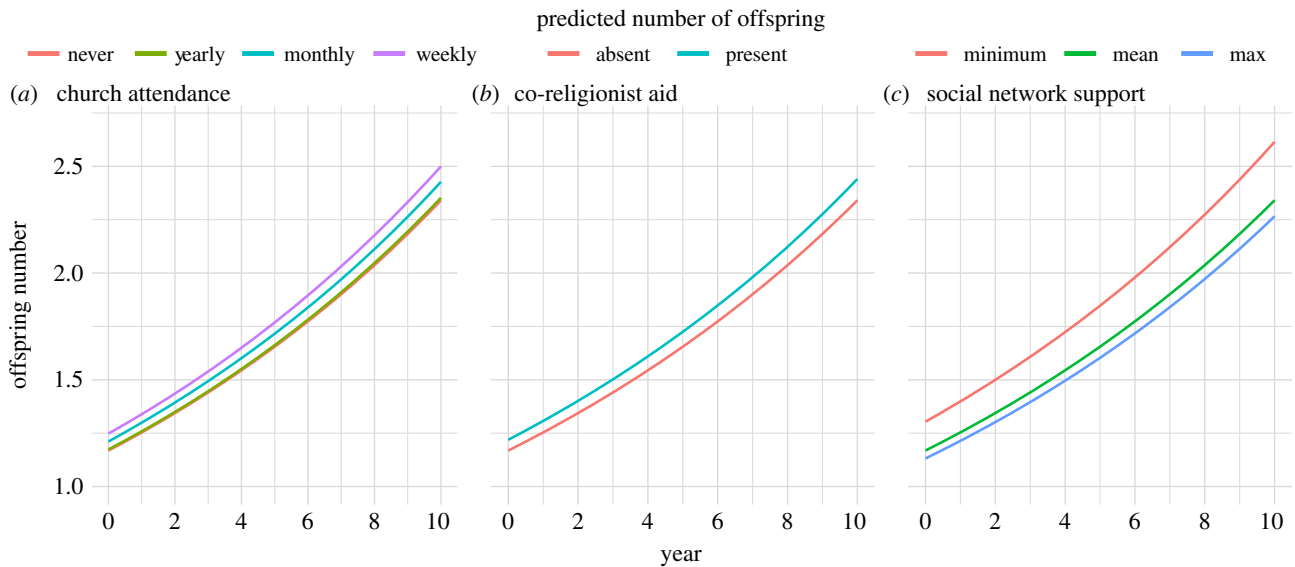 predicted number of offspring
never yearly monthly weekly absent present minimum mean max
(a) church attendance (b) co-religionist aid (c) social network support
2.5
2.0
1.5
1.0
offspring number
0 2 4 6 8 10 0 2 4 6 8 10 0 2 4 6 8 10
year